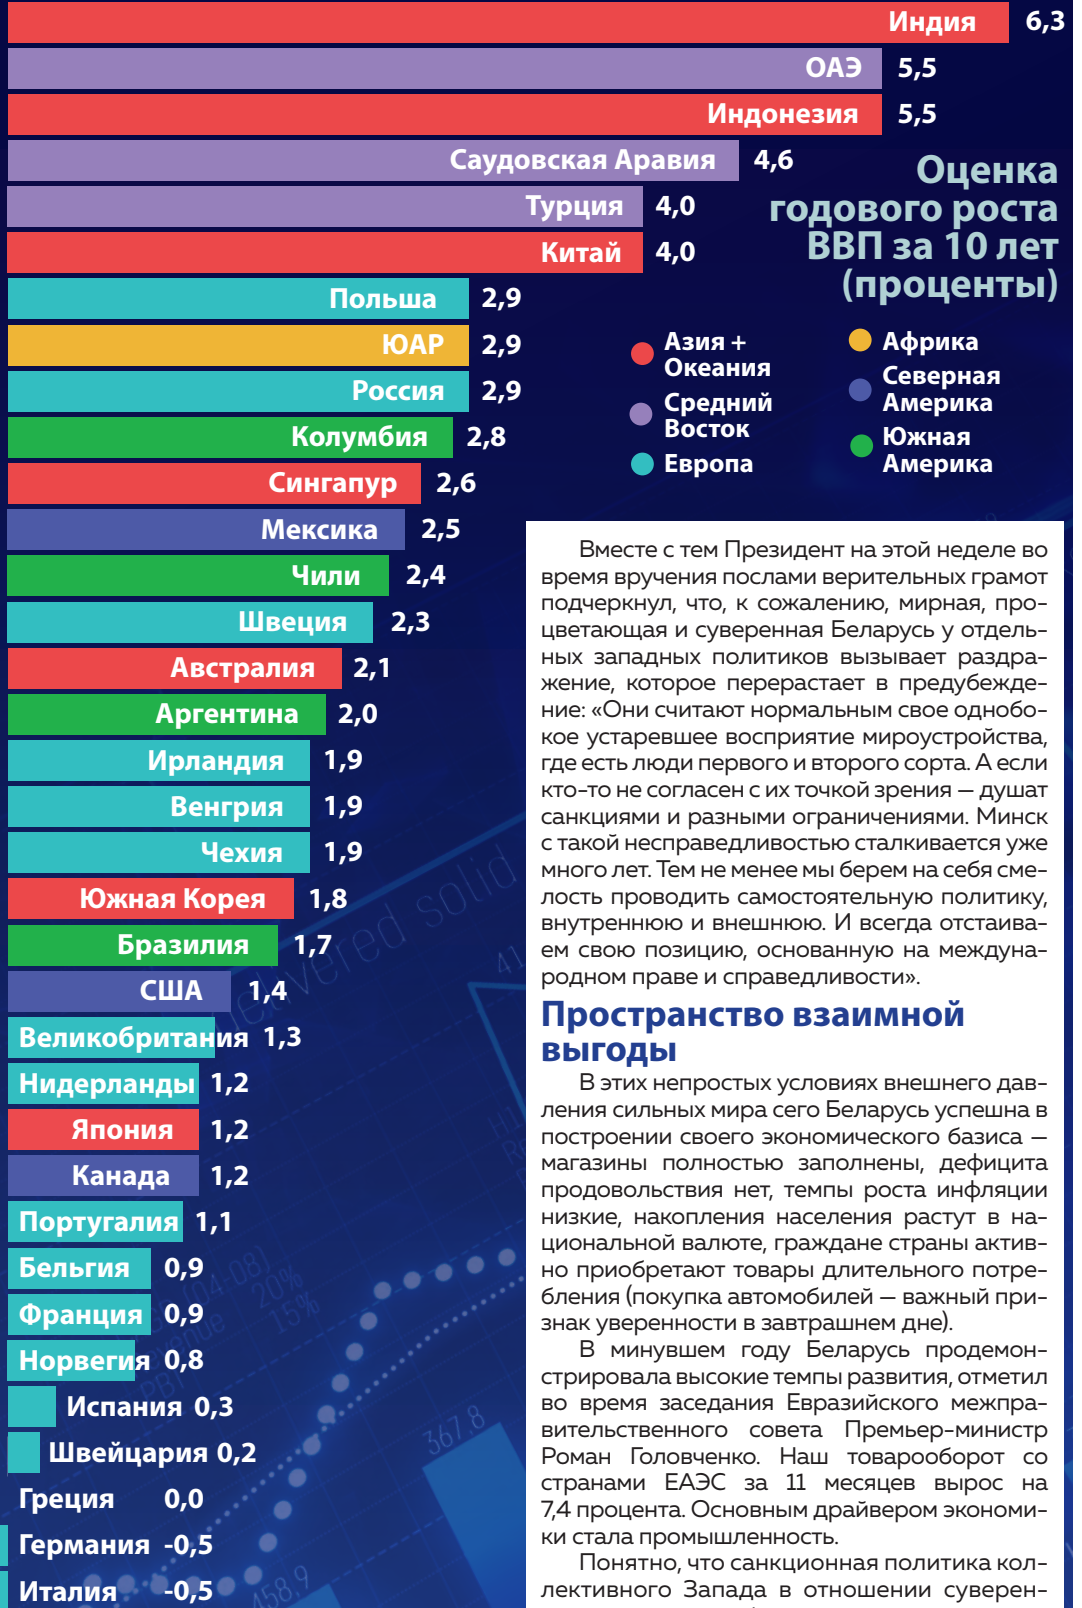 Индия 6,3
ОАЭ 5,5
Индонезия 5,5
Саудовская Аравия 4,6
Турция 4,0
Китай 4,0
Польша 2,9
ЮАР 2,9
Россия 2,9
Колумбия 2,8
Сингапур 2,6
Мексика 2,5
Чили 2,4
Швеция 2,3
Австралия 2,1
Аргентина 2,0
Ирландия 1,9
Венгрия 1,9
Чехия 1,9
Южная Корея 1,8
Бразилия 1,7
США 1,4
Великобритания 1,3
Нидерланды 1,2
Япония 1,2
Канада 1,2
Португалия 1,1
Бельгия 0,9
Франция 0,9
Норвегия 0,8
Испания 0,3
Швейцария 0,2
Греция 0,0
Германия -0,5
Италия -0,5
Оценка
годового роста
ВВП за 10 лет
(проценты)
Азия +
Океания
Средний
Восток
Европа
Африка
Северная
Америка
Южная
Америка
Вместе с тем Президент на этой неделе во
время вручения послами верительных грамот
подчеркнул, что, к сожалению, мирная, про-
цветающая и суверенная Беларусь у отдель-
ных западных политиков вызывает раздра-
жение, которое перерастает в предубежде-
ние: «Они считают нормальным свое однобо-
кое устаревшее восприятие мироустройства,
где есть люди первого и второго сорта. А если
кто-то не согласен с их точкой зрения — душат
санкциями и разными ограничениями. Минск
с такой несправедливостью сталкивается уже
много лет. Тем не менее мы берем на себя сме-
лость проводить самостоятельную политику,
внутреннюю и внешнюю. И всегда отстаива-
ем свою позицию, основанную на междуна-
родном праве и справедливости».
Пространство взаимной
выгоды
В этих непростых условиях внешнего дав-
ления сильных мира сего Беларусь успешна в
построении своего экономического базиса —
магазины полностью заполнены, дефицита
продовольствия нет, темпы роста инфляции
низкие, накопления населения растут в на-
циональной валюте, граждане страны актив-
но приобретают товары длительного потре-
бления (покупка автомобилей — важный при-
знак уверенности в завтрашнем дне).
В минувшем году Беларусь продемон-
стрировала высокие темпы развития, отметил
во время заседания Евразийского межпра-
вительственного совета Премьер-министр
Роман Головченко. Наш товарооборот со
странами ЕАЭС за 11 месяцев вырос на
7,4 процента. Основным драйвером экономи-
ки стала промышленность.
Понятно, что санкционная политика кол-
лективного Запада в отношении суверен-
elivered solid
(04-08)
20%
15%
367.8
458,9